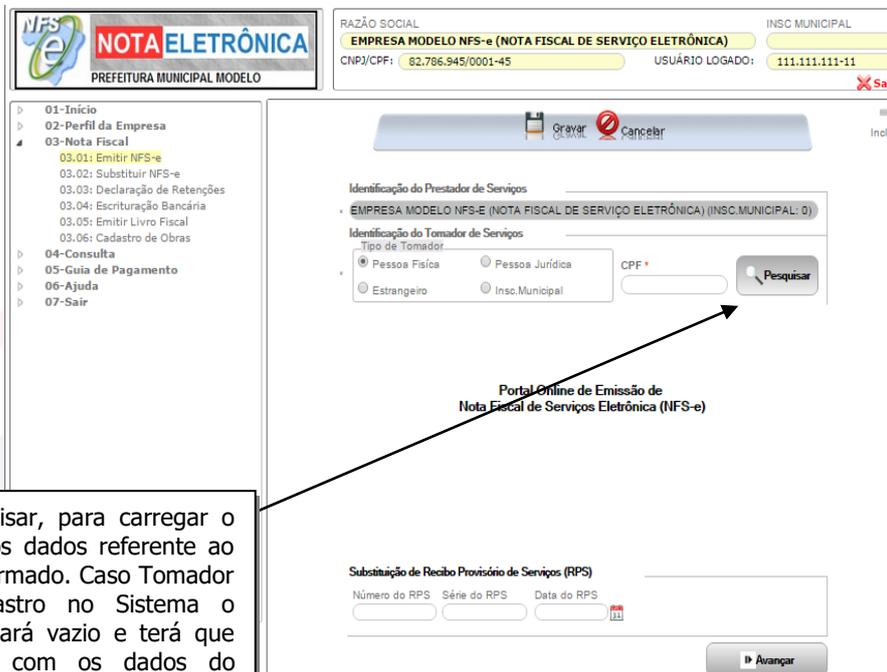 NFS
e
NOTA ELETRÔNICA
PREFEITURA MUNICIPAL MODELO
RAZÃO SOCIAL
INSC MUNICIPAL
EMPRESA MODELO NFS-e (NOTA FISCAL DE SERVIÇO ELETRÔNICA)
CNPJ/CPF: 82.786.945/0001-45 USUÁRIO LOGADO: 111.111.111-11
Sa
01-Início
02-Perfil da Empresa
03-Nota Fiscal
03.01: Emitir NFS-e
03.02: Substituir NFS-e
03.03: Declaração de Retenções
03.04: Escrituração Bancária
03.05: Emitir Livro Fiscal
03.06: Cadastro de Obras
04-Consulta
05-Guia de Pagamento
06-Ajuda
07-Sair
Gravar Cancelar
Incl
Identificação do Prestador de Serviços
EMPRESA MODELO NFS-E (NOTA FISCAL DE SERVIÇO ELETRÔNICA) (INSC.MUNICIPAL: 0)
Identificação do Tomador de Serviços
Tipo de Tomador
Pessoa Fisíca Pessoa Jurídica
Estrangeiro Insc.Municipal
CPF *
Pesquisar
Portal Online de Emissão de
Nota Fiscal de Serviços Eletrônica (NFS-e)
isar, para carregar o
os dados referente ao
rmado. Caso Tomador
astro no Sistema o
ará vazio e terá que
com os dados do
Substituição de Recibo Provisório de Serviços (RPS)
Número do RPS Série do RPS Data do RPS
Avançar